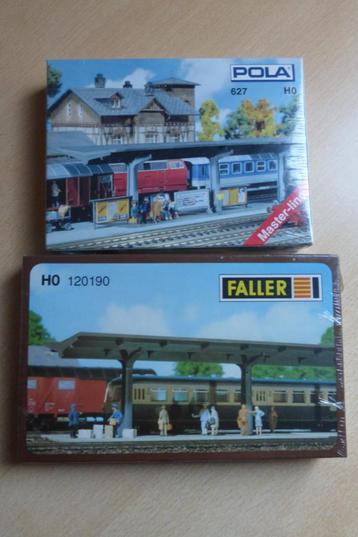 POLA
627 H0
Master-line
H0 120190
FALLER